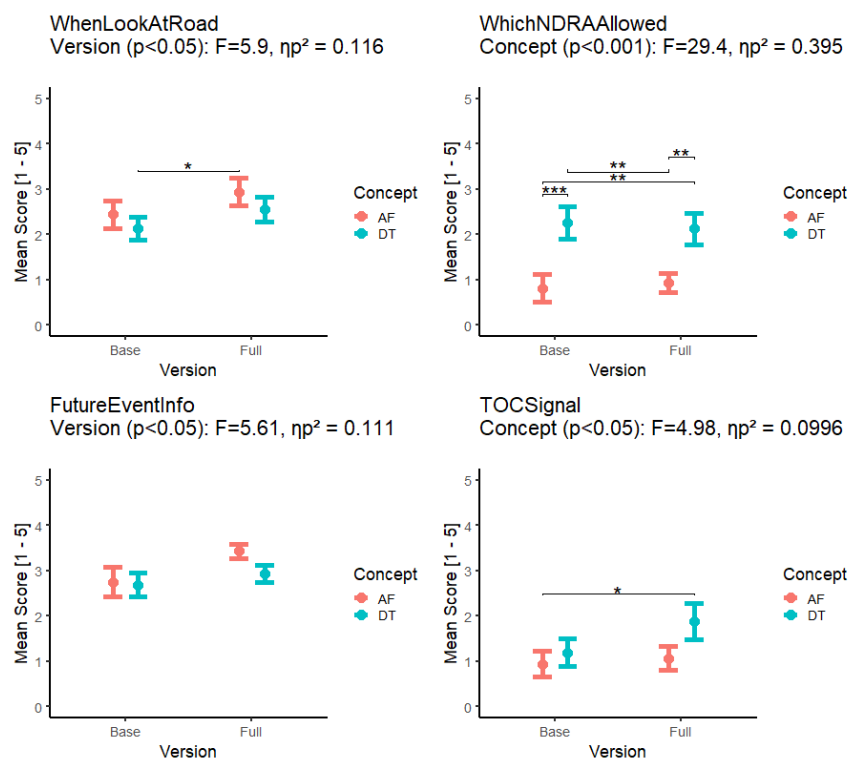 WhenLookAtRoad
Version (p<0.05): F=5.9, ηp² = 0.116
5
4
3
2
1
0
Mean Score [1 - 5]
*
Base
Full
Version
Concept
AF
DT
WhichNDRAAllowed
Concept (p<0.001): F=29.4, ηp² = 0.395
5
4
3
2
1
0
Mean Score [1 - 5]
**
**
**
***
Base
Full
Version
Concept
AF
DT
FutureEventInfo
Version (p<0.05): F=5.61, ηp² = 0.111
5
4
3
2
1
0
Mean Score [1 - 5]
Base
Full
Version
Concept
AF
DT
TOCSignal
Concept (p<0.05): F=4.98, ηp² = 0.0996
5
4
3
2
1
0
Mean Score [1 - 5]
*
Base
Full
Version
Concept
AF
DT